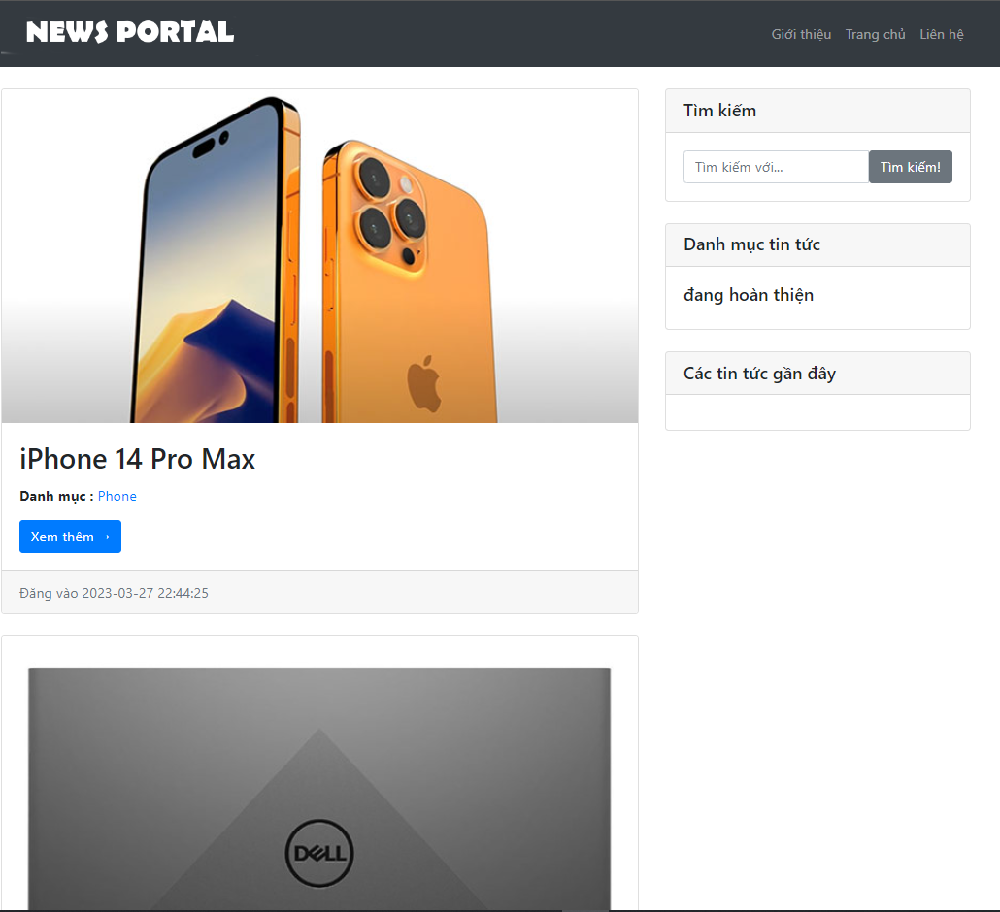 NEWS PORTAL
Giới thiệu Trang chủ Liên hệ
iPhone 14 Pro Max
Danh mục : Phone
Xem thêm →
Đăng vào 2023-03-27 22:44:25
DELL
Tìm kiếm
Tìm kiếm với... Tìm kiếm!
Danh mục tin tức
đang hoàn thiện
Các tin tức gần đây